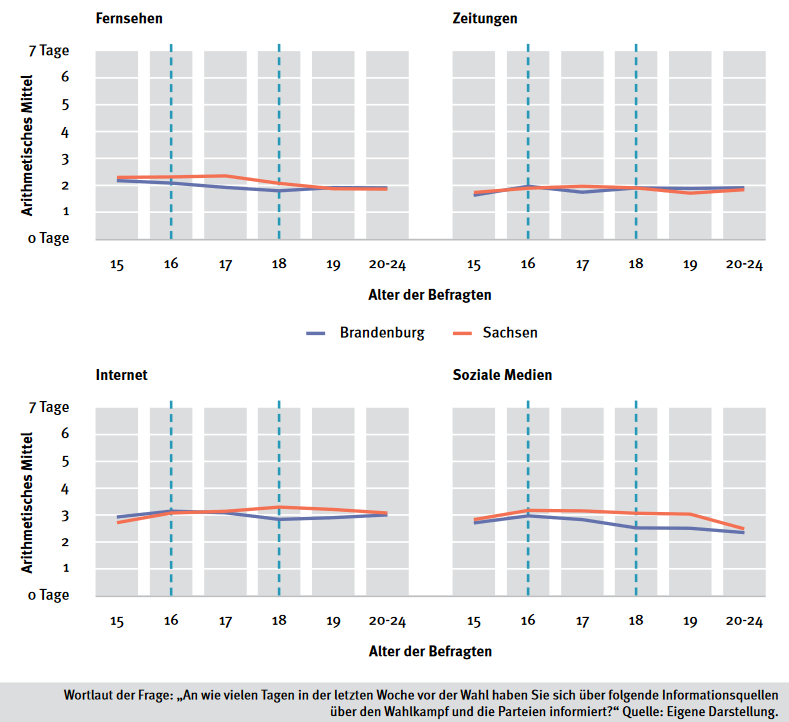 Fernsehen
Zeitungen
7 Tage
6
5
4
3
2
1
0 Tage
Arithmetisches Mittel
15 16 17 18 19 20-24
15 16 17 18 19 20-24
Alter der Befragten
Brandenburg Sachsen
Internet
Soziale Medien
7 Tage
6
5
4
3
2
1
0 Tage
Arithmetisches Mittel
15 16 17 18 19 20-24
15 16 17 18 19 20-24
Alter der Befragten
Wortlaut der Frage: „An wie vielen Tagen in der letzten Woche vor der Wahl haben Sie sich über folgende Informationsquellen
über den Wahlkampf und die Parteien informiert?“ Quelle: Eigene Darstellung.